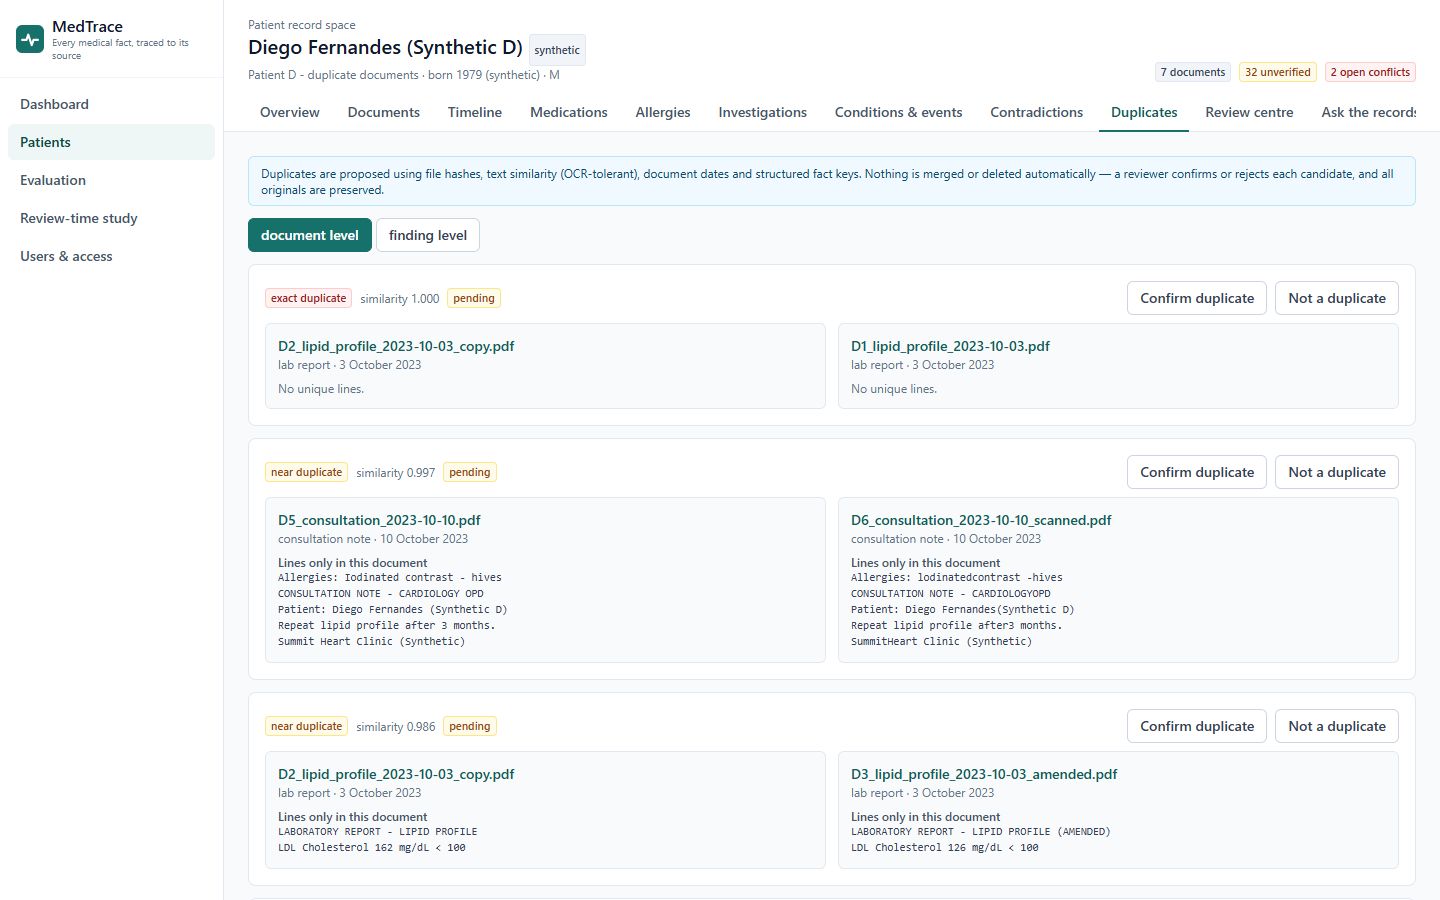 MedTrace
Every medical fact, traced to its
source
Dashboard
Patients
Evaluation
Review-time study
Users & access
Patient record space
Diego Fernandes (Synthetic D) synthetic
Patient D - duplicate documents · born 1979 (synthetic) · M
7 documents 32 unverified 2 open conflicts
Overview Documents Timeline Medications Allergies Investigations Conditions & events Contradictions Duplicates Review centre Ask the records
Duplicates are proposed using file hashes, text similarity (OCR-tolerant), document dates and structured fact keys. Nothing is merged or deleted automatically — a reviewer confirms or rejects each candidate, and all
originals are preserved.
document level finding level
exact duplicate similarity 1.000 pending Confirm duplicate Not a duplicate
D2_lipid_profile_2023-10-03_copy.pdf
lab report · 3 October 2023
No unique lines.
D1_lipid_profile_2023-10-03.pdf
lab report · 3 October 2023
No unique lines.
near duplicate similarity 0.997 pending Confirm duplicate Not a duplicate
D5_consultation_2023-10-10.pdf
consultation note · 10 October 2023
Lines only in this document
Allergies: Iodinated contrast - hives
CONSULTATION NOTE - CARDIOLOGY OPD
Patient: Diego Fernandes (Synthetic D)
Repeat lipid profile after 3 months.
Summit Heart Clinic (Synthetic)
D6_consultation_2023-10-10_scanned.pdf
consultation note · 10 October 2023
Lines only in this document
Allergies: lodinatedcontrast -hives
CONSULTATION NOTE - CARDIOLOGYOPD
Patient: Diego Fernandes(Synthetic D)
Repeat lipid profile after3 months.
SummitHeart Clinic (Synthetic)
near duplicate similarity 0.986 pending Confirm duplicate Not a duplicate
D2_lipid_profile_2023-10-03_copy.pdf
lab report · 3 October 2023
Lines only in this document
LABORATORY REPORT - LIPID PROFILE
LDL Cholesterol 162 mg/dL < 100
D3_lipid_profile_2023-10-03_amended.pdf
lab report · 3 October 2023
Lines only in this document
LABORATORY REPORT - LIPID PROFILE (AMENDED)
LDL Cholesterol 126 mg/dL < 100